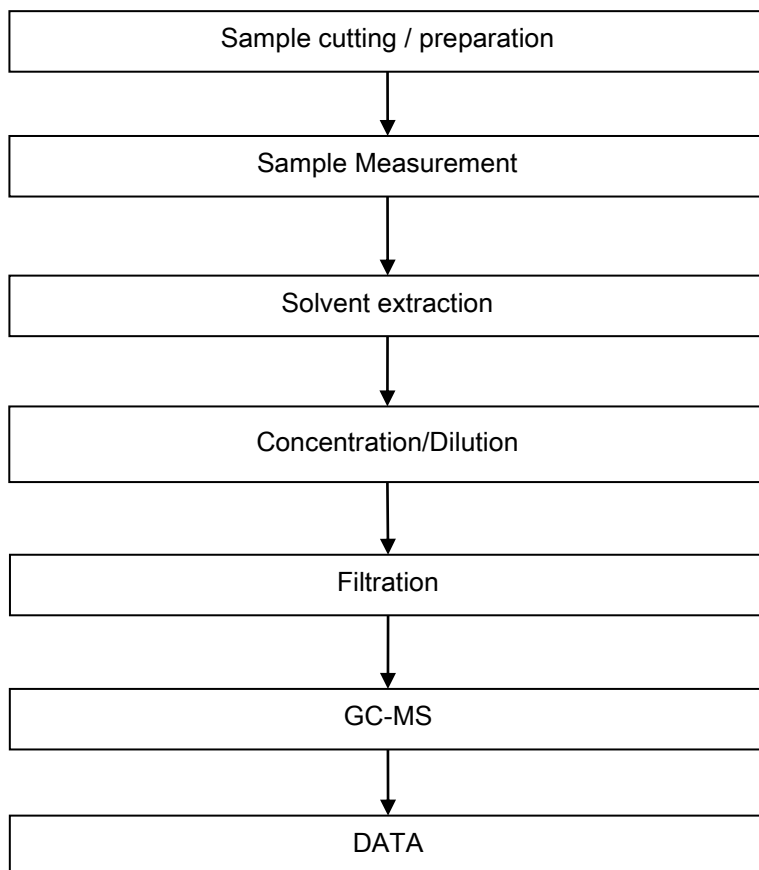 Sample cutting / preparation
Sample Measurement
Solvent extraction
Concentration/Dilution
Filtration
GC-MS
DATA